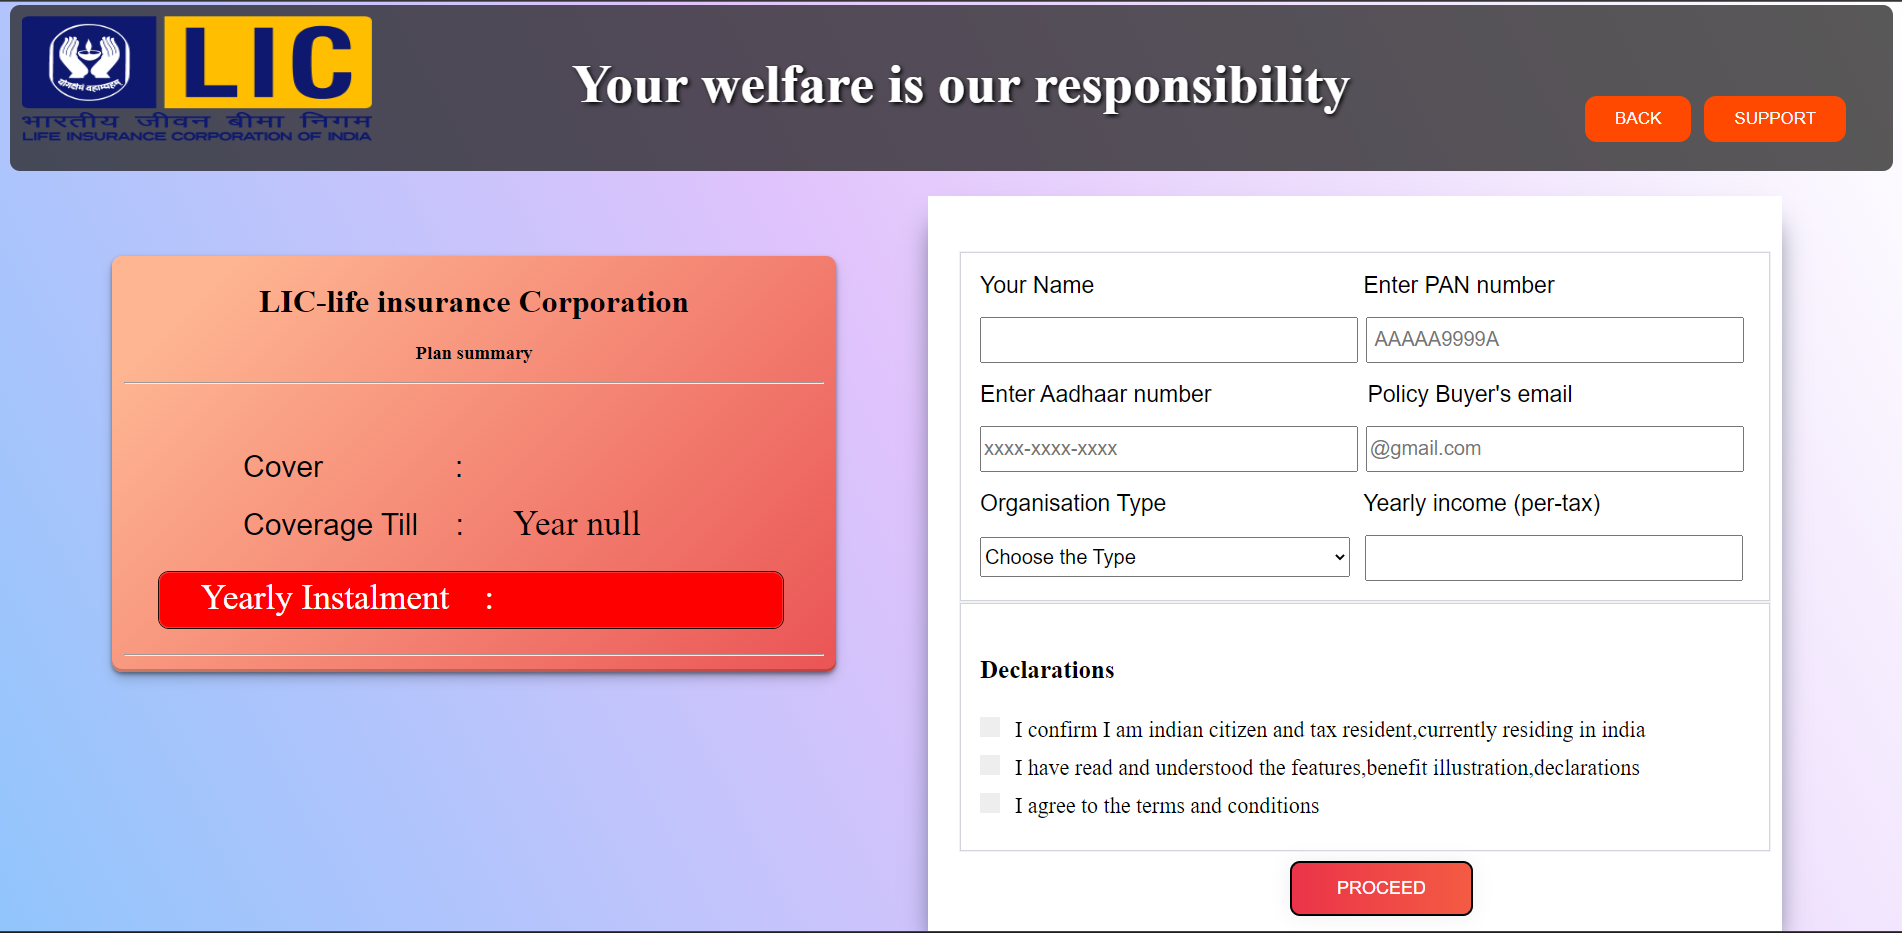 LIC
योगक्षेमं वहाम्यहम्
भारतीय जीवन बीमा निगम
LIFE INSURANCE CORPORATION OF INDIA
Your welfare is our responsibility
BACK SUPPORT
LIC-life insurance Corporation
Plan summary
Cover :
Coverage Till : Year null
Yearly Instalment :
Your Name Enter PAN number
AAAAA9999A
Enter Aadhaar number Policy Buyer's email
xxxx-xxxx-xxxx @gmail.com
Organisation Type Yearly income (per-tax)
Choose the Type
Declarations
I confirm I am indian citizen and tax resident,currently residing in india
I have read and understood the features,benefit illustration,declarations
I agree to the terms and conditions
PROCEED